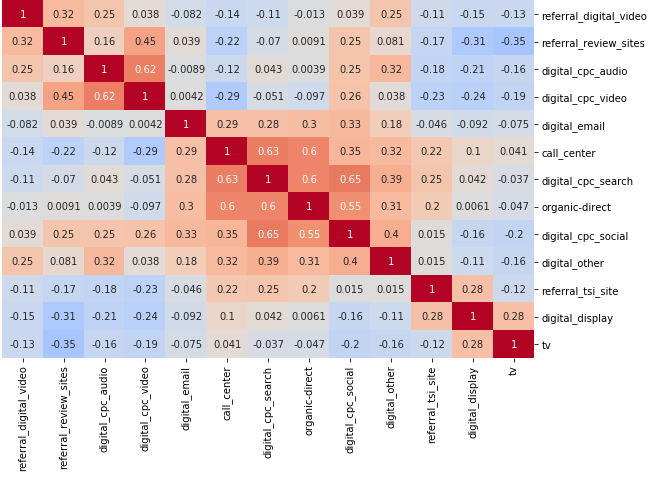 1 0.32 0.25 0.038 -0.082 -0.14 -0.11 -0.013 0.039 0.25 -0.11 -0.15 -0.13 referral_digital_video
0.32 1 0.16 0.45 0.039 -0.22 -0.07 0.0091 0.25 0.081 -0.17 -0.31 -0.35 referral_review_sites
0.25 0.16 1 0.62 -0.0089 -0.12 0.043 0.0039 0.25 0.32 -0.18 -0.21 -0.16 digital_cpc_audio
0.038 0.45 0.62 1 0.0042 -0.29 -0.051 -0.097 0.26 0.038 -0.23 -0.24 -0.19 digital_cpc_video
-0.082 0.039 -0.0089 0.0042 1 0.29 0.28 0.3 0.33 0.18 -0.046 -0.092 -0.075 digital_email
-0.14 -0.22 -0.12 -0.29 0.29 1 0.63 0.6 0.35 0.32 0.22 0.1 0.041 call_center
-0.11 -0.07 0.043 -0.051 0.28 0.63 1 0.6 0.65 0.39 0.25 0.042 -0.037 digital_cpc_search
-0.013 0.0091 0.0039 -0.097 0.3 0.6 0.6 1 0.55 0.31 0.2 0.0061 -0.047 organic-direct
0.039 0.25 0.25 0.26 0.33 0.35 0.65 0.55 1 0.4 0.015 -0.16 -0.2 digital_cpc_social
0.25 0.081 0.32 0.038 0.18 0.32 0.39 0.31 0.4 1 0.015 -0.11 -0.16 digital_other
-0.11 -0.17 -0.18 -0.23 -0.046 0.22 0.25 0.2 0.015 0.015 1 0.28 -0.12 referral_tsi_site
-0.15 -0.31 -0.21 -0.24 -0.092 0.1 0.042 0.0061 -0.16 -0.11 0.28 1 0.28 digital_display
-0.13 -0.35 -0.16 -0.19 -0.075 0.041 -0.037 -0.047 -0.2 -0.16 -0.12 0.28 1 tv
referral_digital_video
referral_review_sites
digital_cpc_audio
digital_cpc_video
digital_email
call_center
digital_cpc_search
organic-direct
digital_cpc_social
digital_other
referral_tsi_site
digital_display
tv